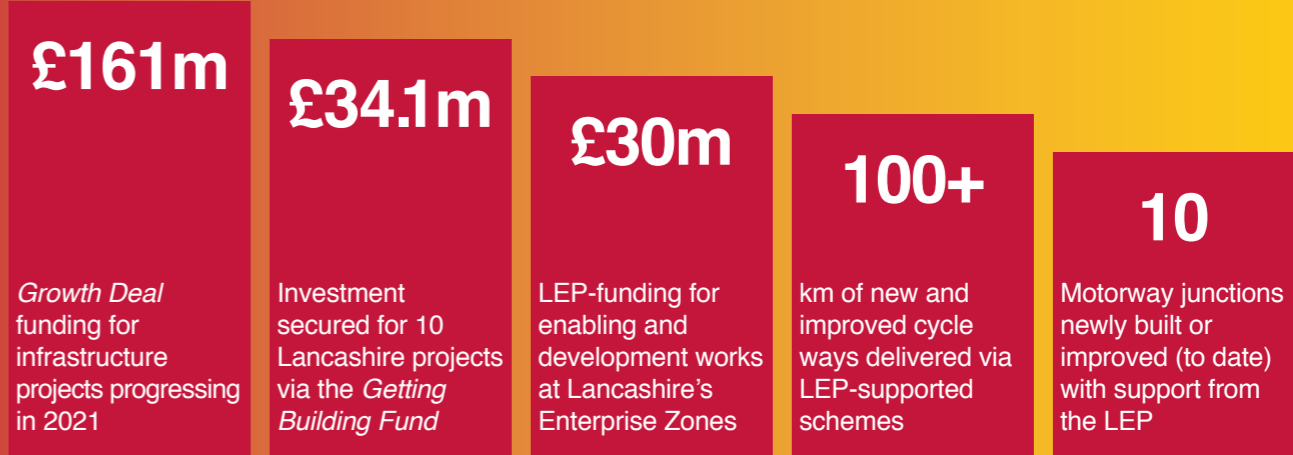 £161m
Growth Deal
funding for
infrastructure
projects progressing
in 2021
£34.1m
Investment
secured for 10
Lancashire projects
via the Getting
Building Fund
£30m
LEP-funding for
enabling and
development works
at Lancashire’s
Enterprise Zones
100+
km of new and
improved cycle
ways delivered via
LEP-supported
schemes
10
Motorway junctions
newly built or
improved (to date)
with support from
the LEP